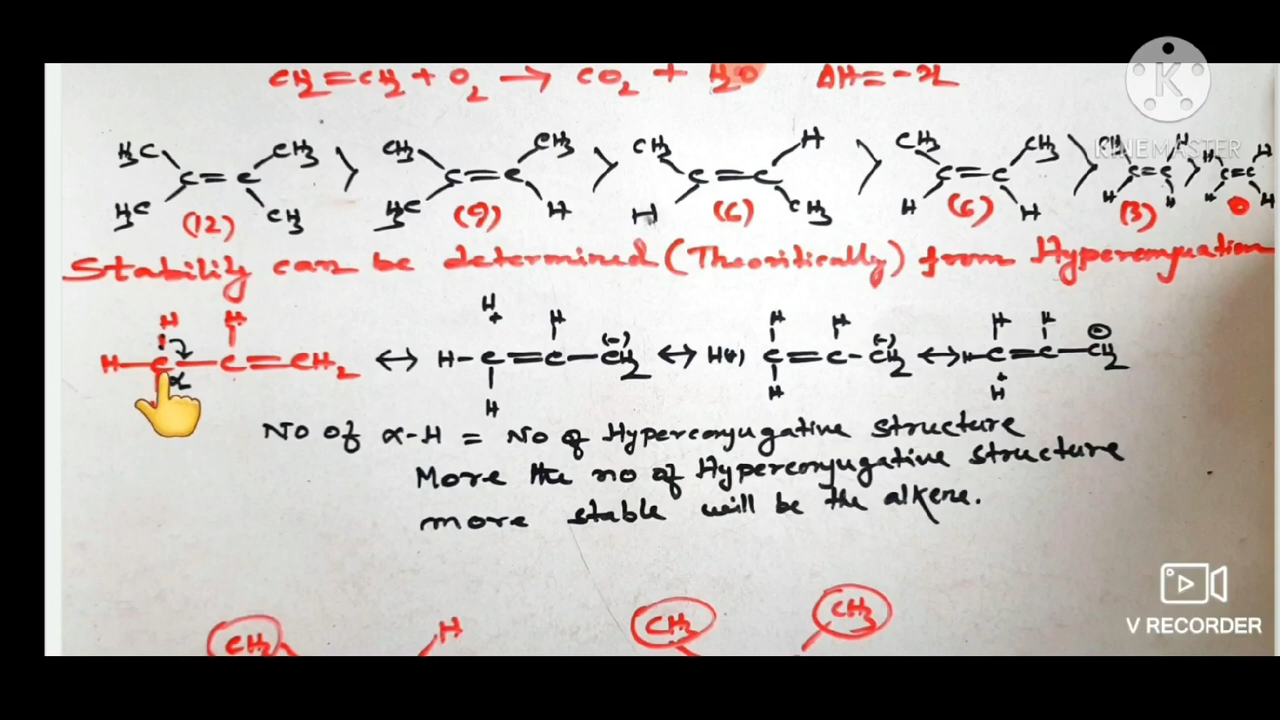 CH2=CH2 + O2 → CO2 + H2O ΔH=-x
KINEMASTER
H3C CH3 > CH3 CH3 > CH3 H > CH3 CH3 > CH3 H > H H
C=C C=C C=C C=C C=C C=C
H3C (12) CH3 H3C (9) H H (6) CH3 H (6) H H (3) H H 0 H
Stability can be determined (Theoritically) from Hyperconjuation
H H H H H H H H
H-C-C=CH2 ↔ H-C=C-CH2 (-) ↔ H(+) C=C-CH2 (-) ↔ H-C=C-CH2 ⊖
α H H + H
No of α-H = No of Hyperconjugative structure
More the no of Hyperconjugative structure
more stable will be the alkene.
CH3 H CH3 CH3
V RECORDER